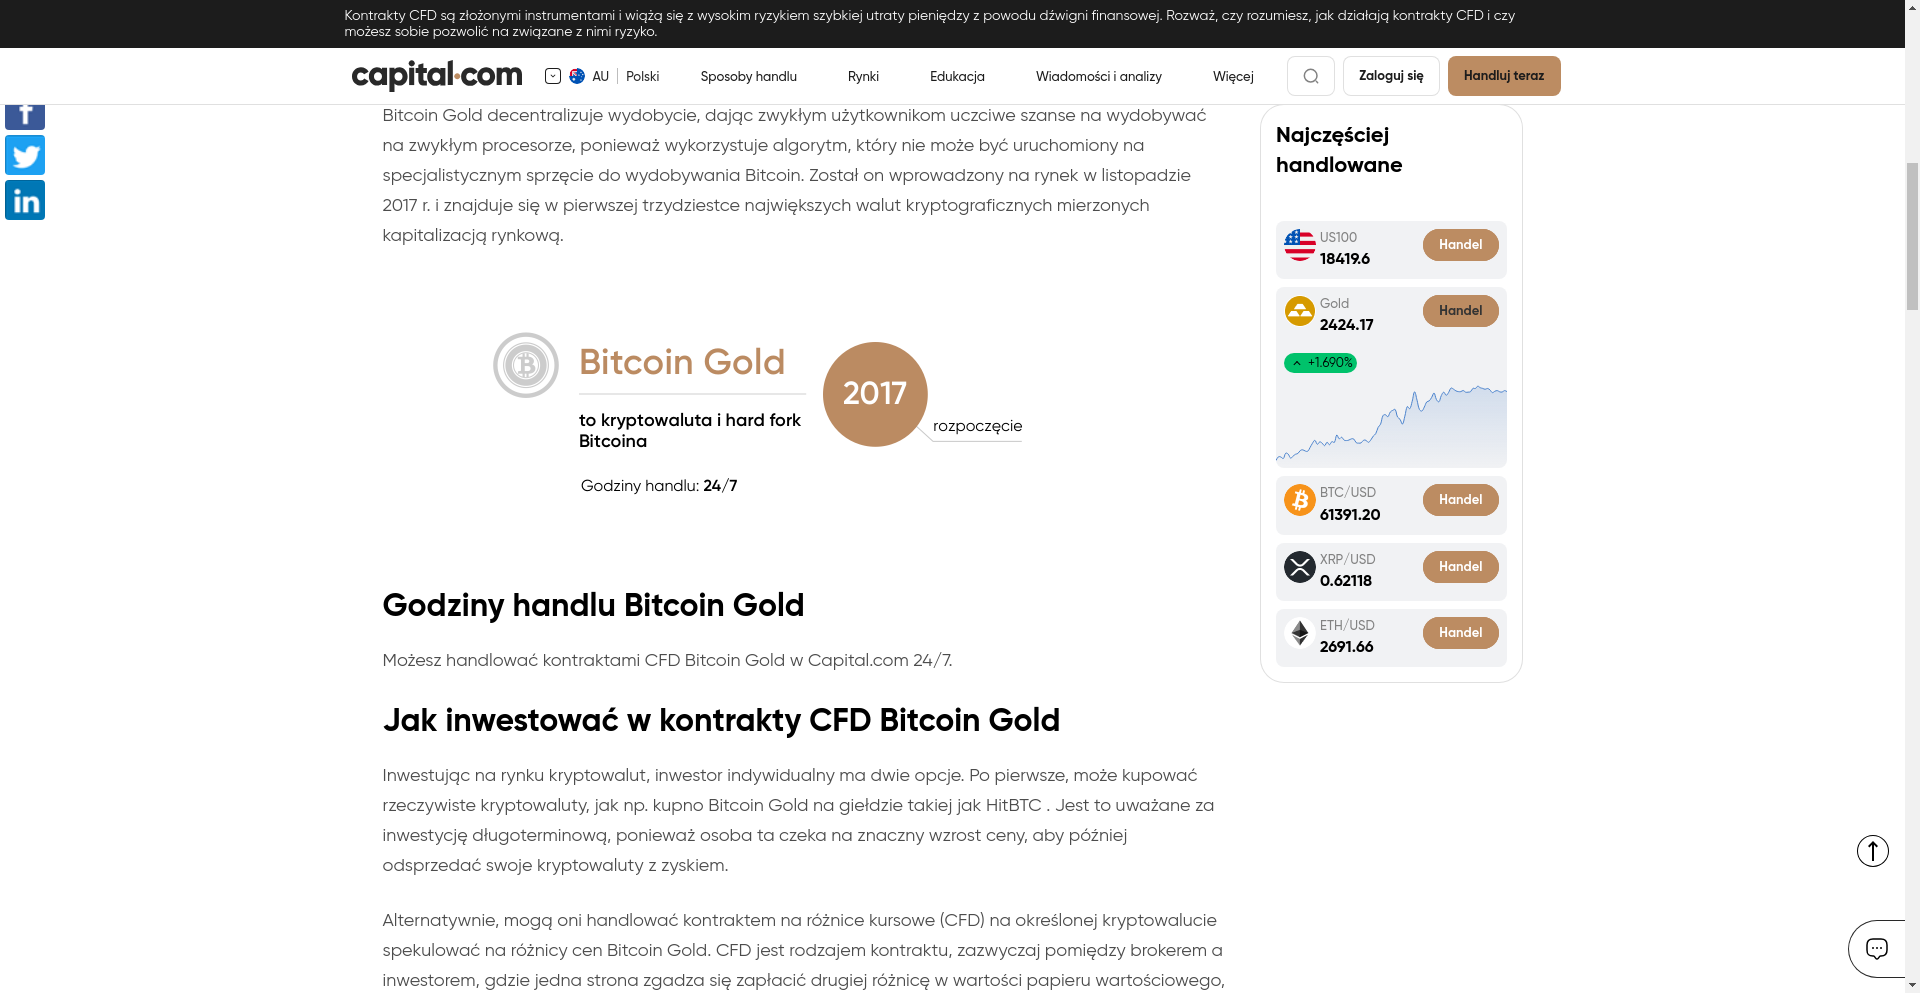 Kontrakty CFD są złożonymi instrumentami i wiążą się z wysokim ryzykiem szybkiej utraty pieniędzy z powodu dźwigni finansowej. Rozważ, czy rozumiesz, jak działają kontrakty CFD i czy
możesz sobie pozwolić na związane z nimi ryzyko.
capital.com
AU
Polski
Sposoby handlu
Rynki
Edukacja
Wiadomości i analizy
Więcej
Zaloguj się
Handluj teraz
Bitcoin Gold decentralizuje wydobycie, dając zwykłym użytkownikom uczciwe szanse na wydobywać
na zwykłym procesorze, ponieważ wykorzystuje algorytm, który nie może być uruchomiony na
specjalistycznym sprzęcie do wydobywania Bitcoin. Został on wprowadzony na rynek w listopadzie
2017 r. i znajduje się w pierwszej trzydziestce największych walut kryptograficznych mierzonych
kapitalizacją rynkową.
Bitcoin Gold
to kryptowaluta i hard fork
Bitcoina
Godziny handlu: 24/7
2017
rozpoczęcie
Godziny handlu Bitcoin Gold
Możesz handlować kontraktami CFD Bitcoin Gold w Capital.com 24/7.
Jak inwestować w kontrakty CFD Bitcoin Gold
Inwestując na rynku kryptowalut, inwestor indywidualny ma dwie opcje. Po pierwsze, może kupować
rzeczywiste kryptowaluty, jak np. kupno Bitcoin Gold na giełdzie takiej jak HitBTC . Jest to uważane za
inwestycję długoterminową, ponieważ osoba ta czeka na znaczny wzrost ceny, aby później
odsprzedać swoje kryptowaluty z zyskiem.
Alternatywnie, mogą oni handlować kontraktem na różnice kursowe (CFD) na określonej kryptowalucie
spekulować na różnicy cen Bitcoin Gold. CFD jest rodzajem kontraktu, zazwyczaj pomiędzy brokerem a
inwestorem, gdzie jedna strona zgadza się zapłacić drugiej różnicę w wartości papieru wartościowego,
Najczęściej
handlowane
US100
18419.6
Handel
Gold
2424.17
Handel
+1.690%
BTC/USD
61391.20
Handel
XRP/USD
0.62118
Handel
ETH/USD
2691.66
Handel